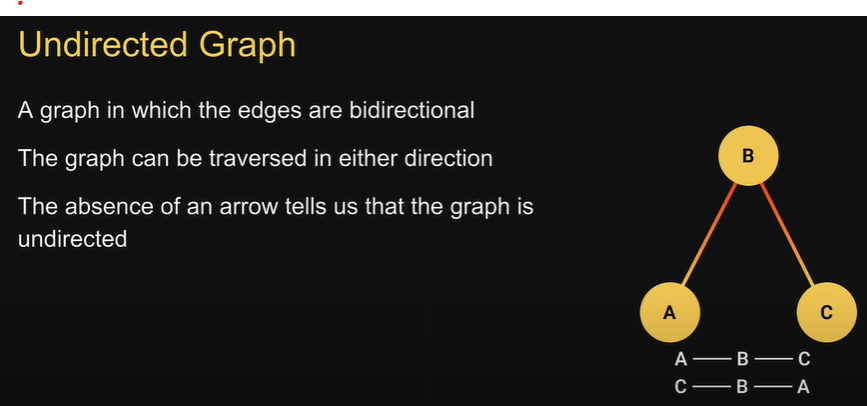 Undirected Graph
A graph in which the edges are bidirectional
The graph can be traversed in either direction
The absence of an arrow tells us that the graph is
undirected
B
A
C
A — B — C
C — B — A